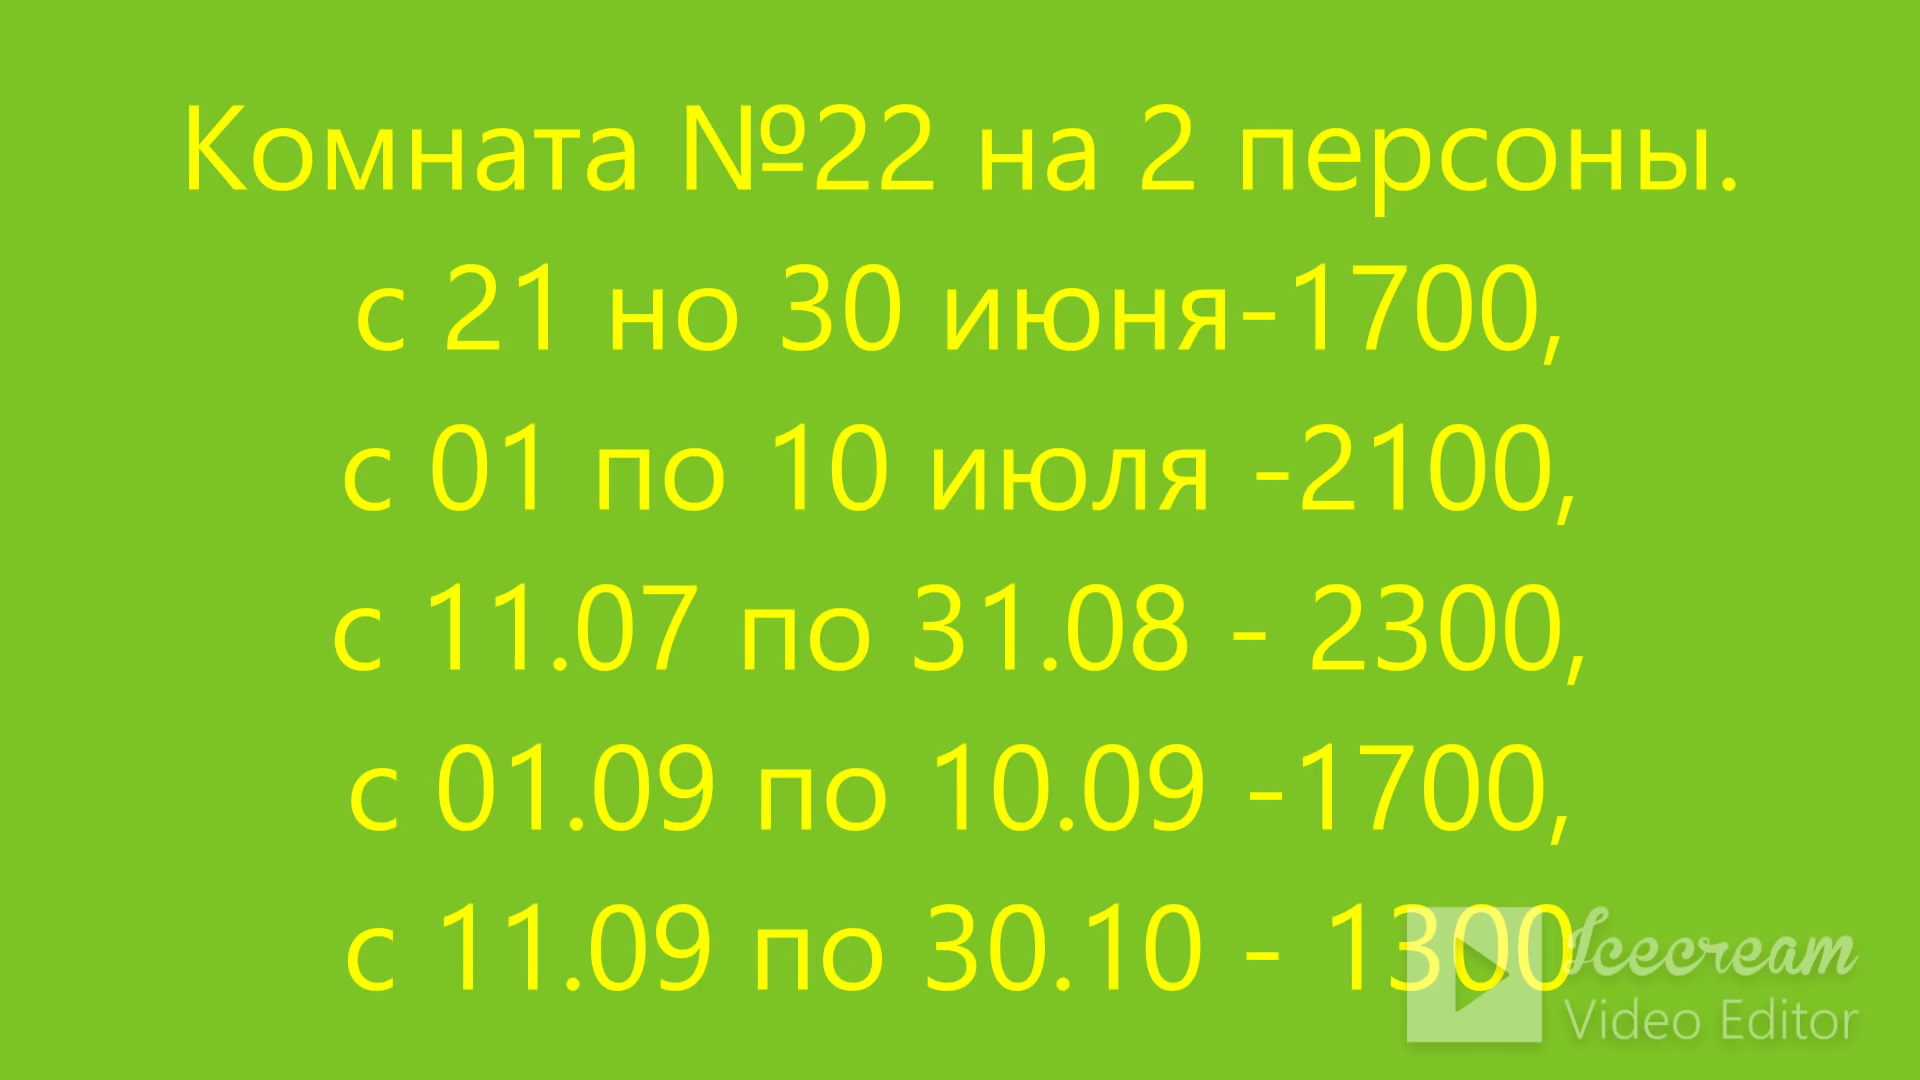 Комната №22 на 2 персоны.
с 21 но 30 июня-1700,
с 01 по 10 июля -2100,
с 11.07 по 31.08 - 2300,
с 01.09 по 10.09 -1700,
с 11.09 по 30.10 - 1300
Icecream
Video Editor